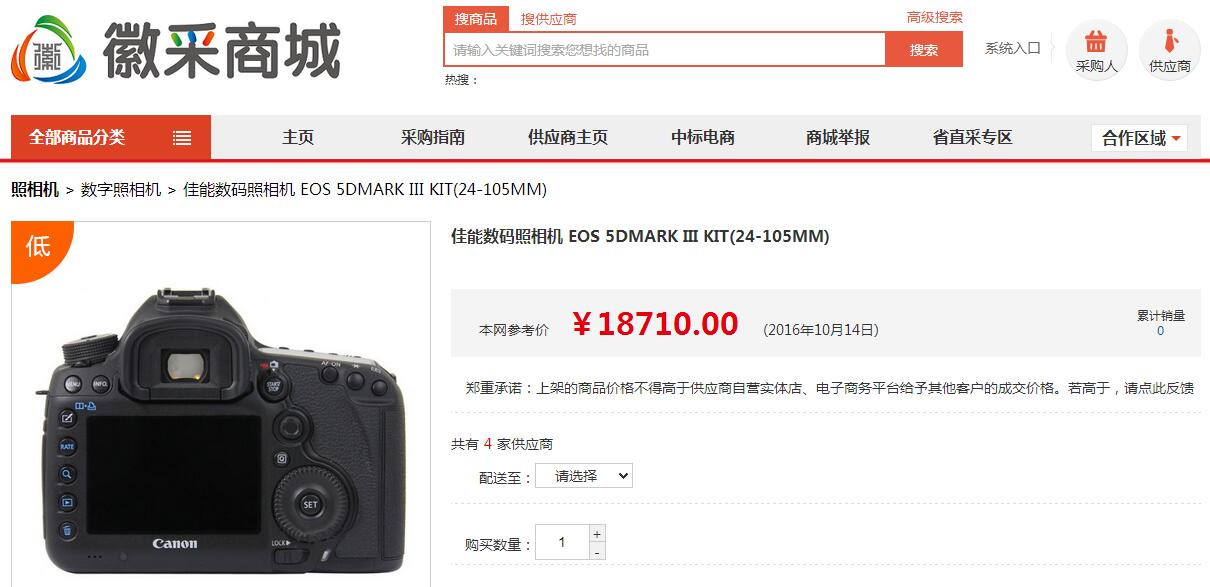 徽 徽采商城
搜商品 搜供应商 高级搜索
请输入关键词搜索您想找的商品 搜索
热搜：
系统入口 采购人 供应商
全部商品分类 主页 采购指南 供应商主页 中标电商 商城举报 省直采专区 合作区域
照相机 > 数字照相机 > 佳能数码照相机 EOS 5DMARK III KIT(24-105MM)
低
佳能数码照相机 EOS 5DMARK III KIT(24-105MM)
本网参考价 ￥18710.00 (2016年10月14日)
累计销量
0
郑重承诺：上架的商品价格不得高于供应商自营实体店、电子商务平台给予其他客户的成交价格。若高于，请点此反馈
共有 4 家供应商
配送至： 请选择
购买数量： 1 + -
MENU INFO.
AF-ON
START/STOP
RATE
Q
SET
Canon
LOCK▶